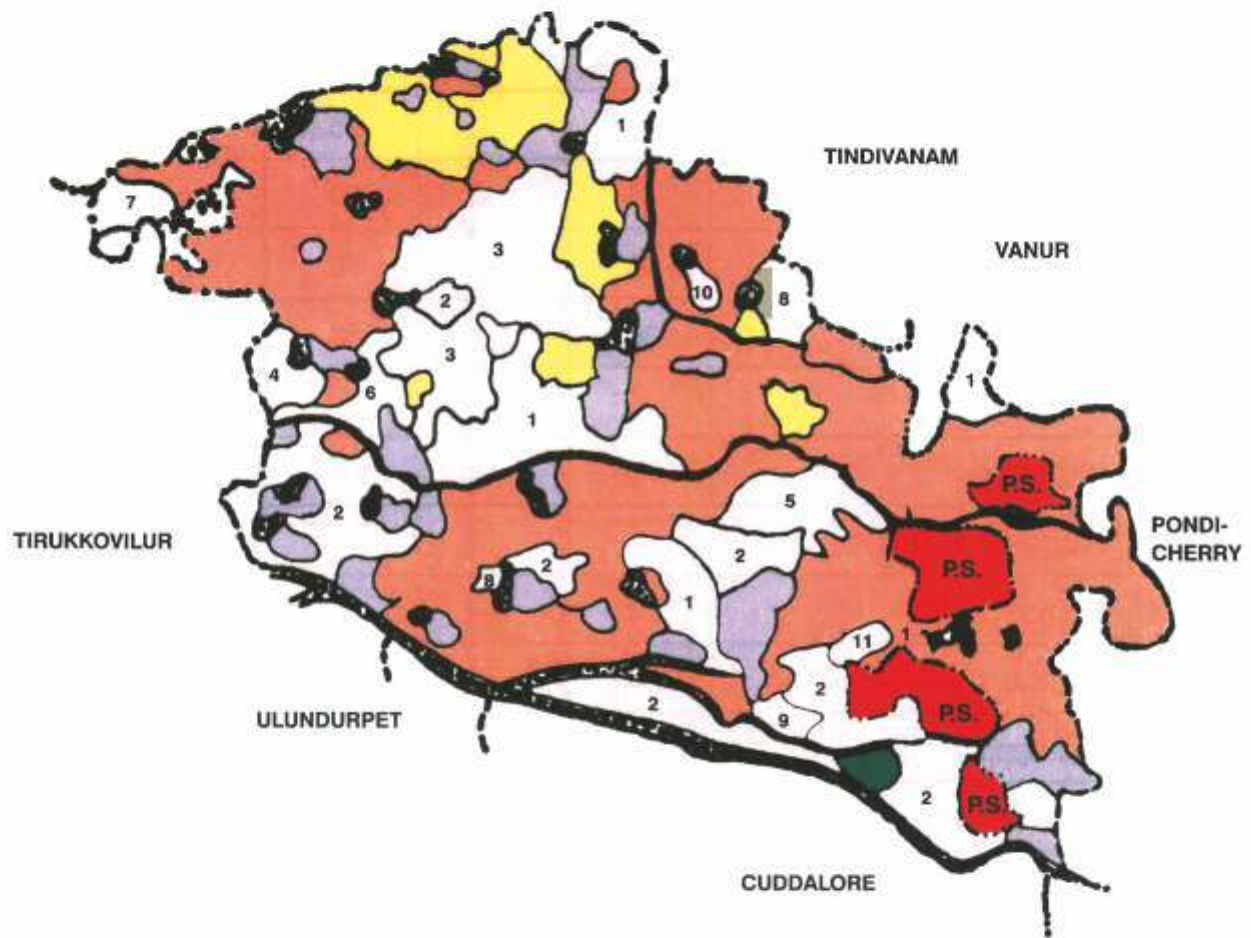 1
TINDIVANAM
7
3
VANUR
10
8
2
3
4
6
1
1
P.S.
5
2
TIRUKKOVILUR
PONDI-
CHERRY
2
2
8
P.S.
1
11
1
2
2
9
P.S.
ULUNDURPET
2
P.S.
CUDDALORE